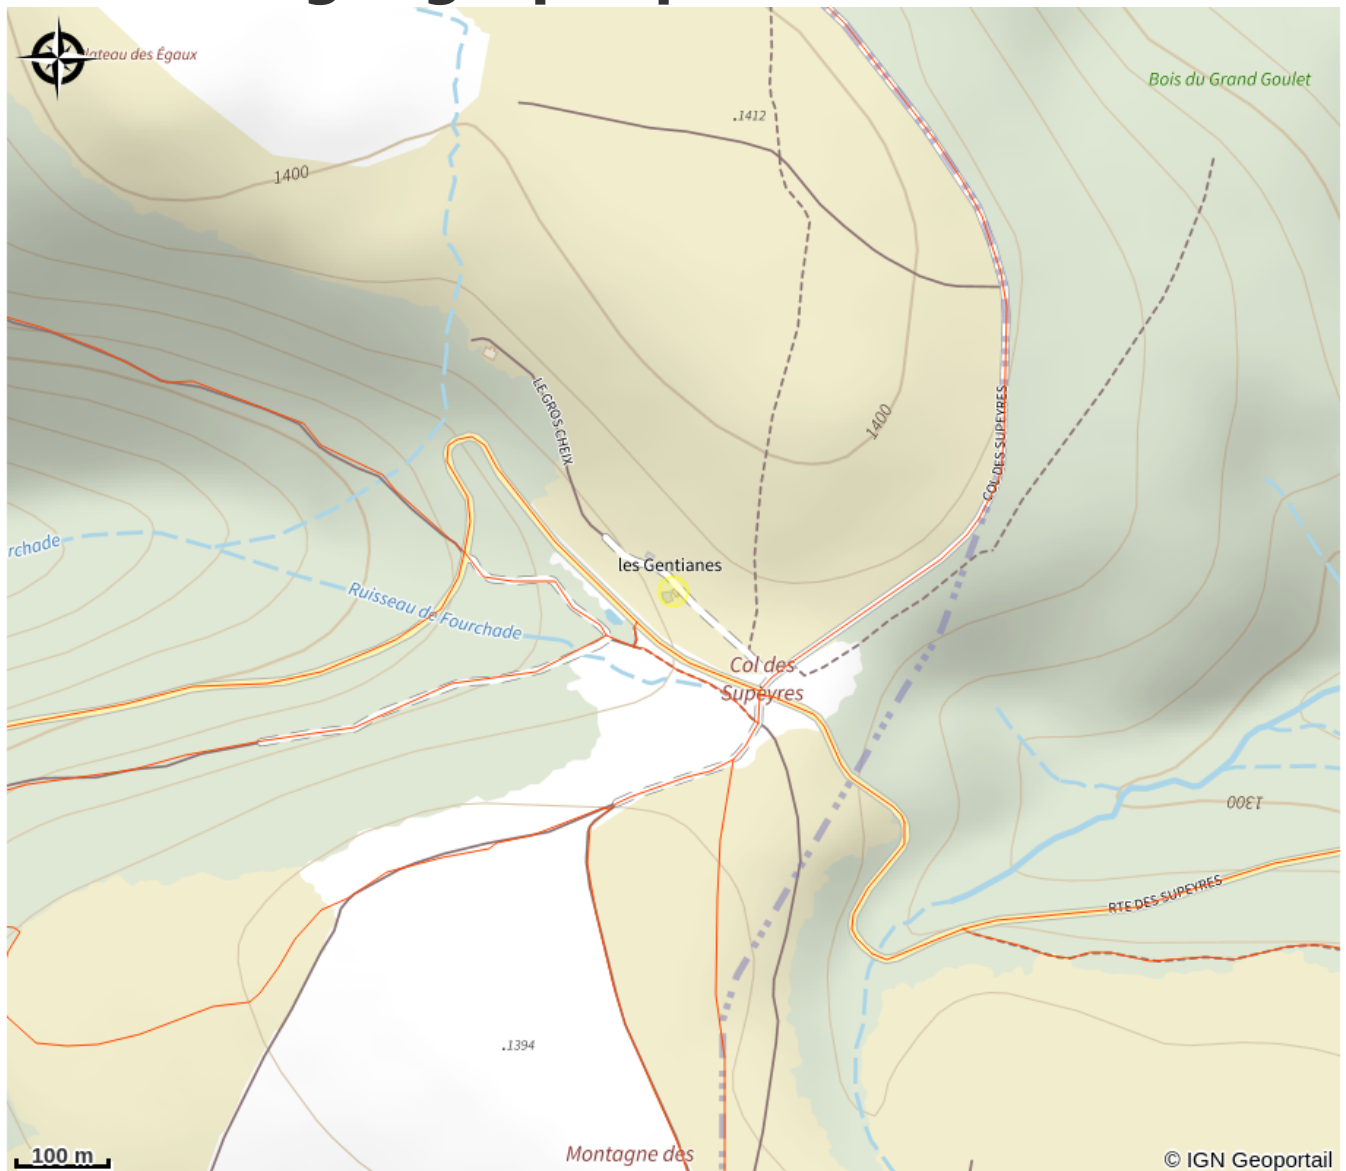 lateau des Égaux
Bois du Grand Goulet
.1412
1400
LE GROS CHEIX
1400
COL DES SUPEYRES
rchade
les Gentianes
Ruisseau de Fourchade
Col des
Supeyres
1300
RTE DES SUPEYRES
.1394
Montagne des
100 m
© IGN Geoportail